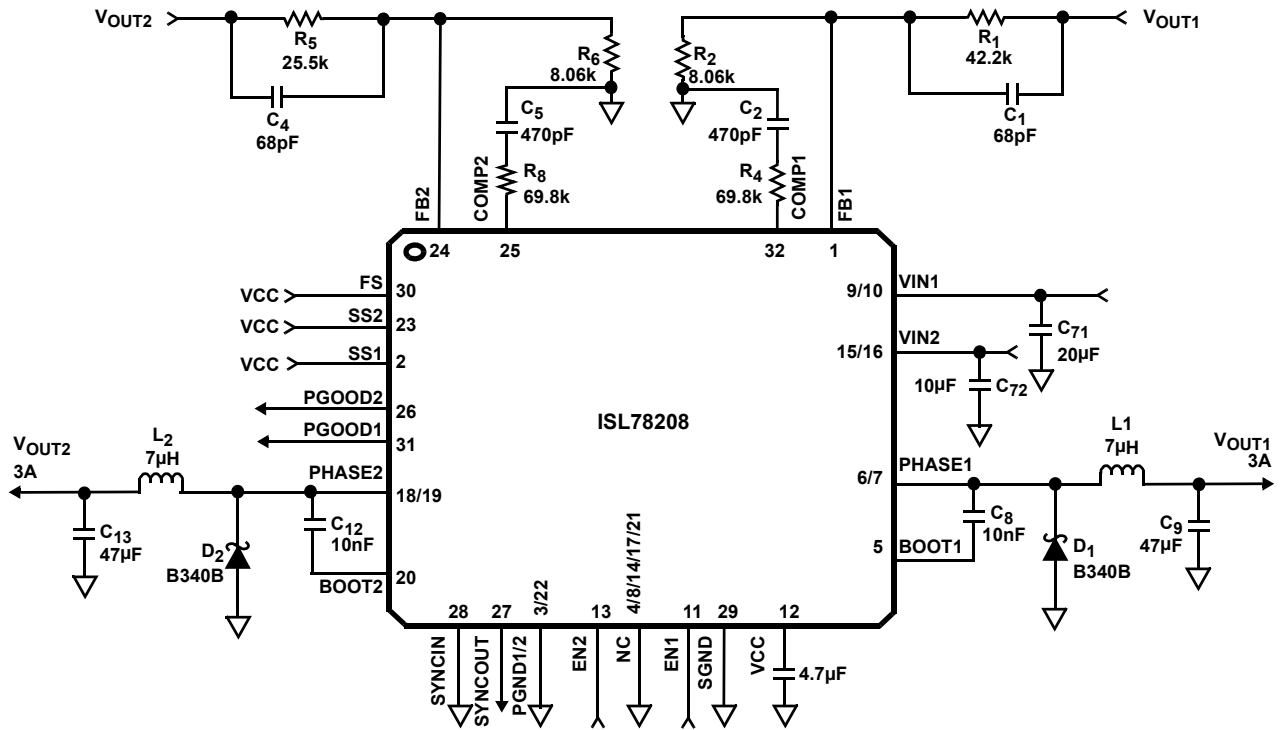 VOUT2
R5
25.5k
C4
68pF
R6
8.06k
C5
470pF
R8
69.8k
COMP2
FB2
R2
8.06k
C2
470pF
R4
69.8k
COMP1
FB1
R1
42.2k
C1
68pF
VOUT1
24
25
32
1
VCC
FS
30
VCC
SS2
23
VCC
SS1
2
PGOOD2
26
PGOOD1
31
VOUT2
3A
L2
7µH
PHASE2
18/19
C13
47µF
D2
B340B
C12
10nF
BOOT2
20
ISL78208
9/10
VIN1
C71
20µF
15/16
VIN2
10µF
C72
6/7
PHASE1
L1
7µH
VOUT1
3A
C8
10nF
5
BOOT1
D1
B340B
C9
47µF
28
27
3/22
13
4/8/14/17/21
11
29
12
SYNCIN
SYNCOUT
PGND1/2
EN2
NC
EN1
SGND
VCC
4.7µF